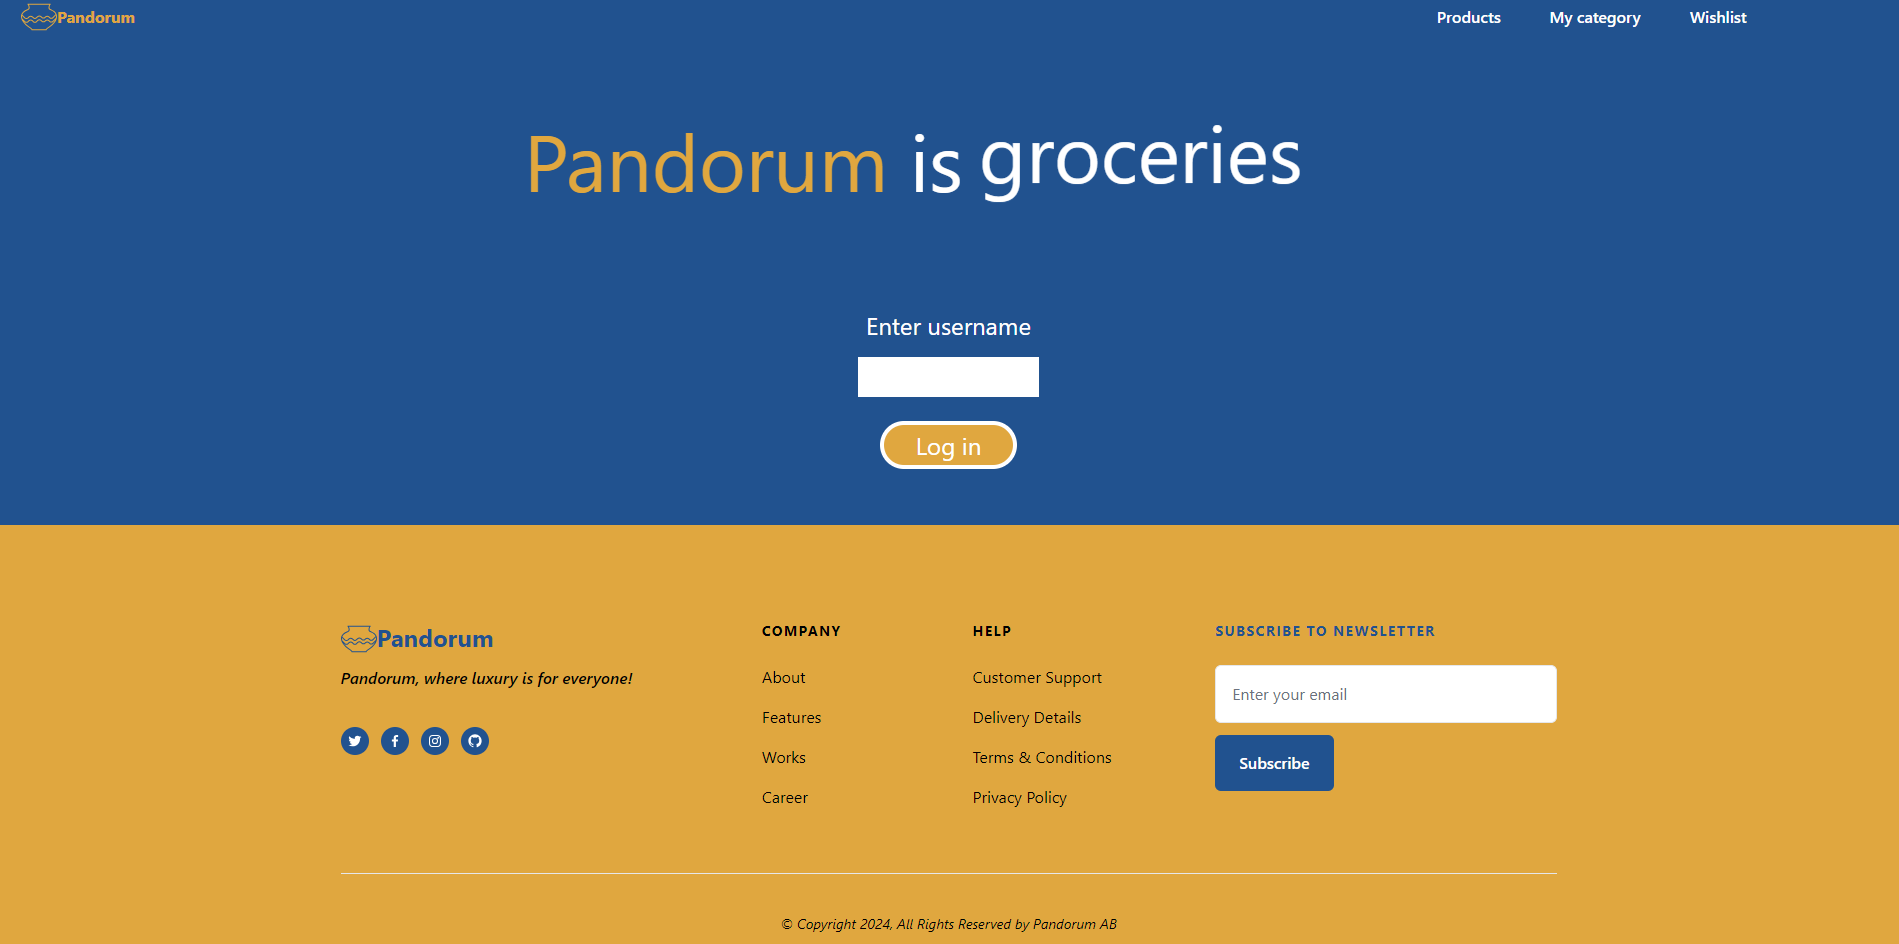 Pandorum
Products
My category
Wishlist
Pandorum is groceries
Enter username
Log in
Pandorum
Pandorum, where luxury is for everyone!
COMPANY
About
Features
Works
Career
HELP
Customer Support
Delivery Details
Terms & Conditions
Privacy Policy
SUBSCRIBE TO NEWSLETTER
Enter your email
Subscribe
© Copyright 2024, All Rights Reserved by Pandorum AB